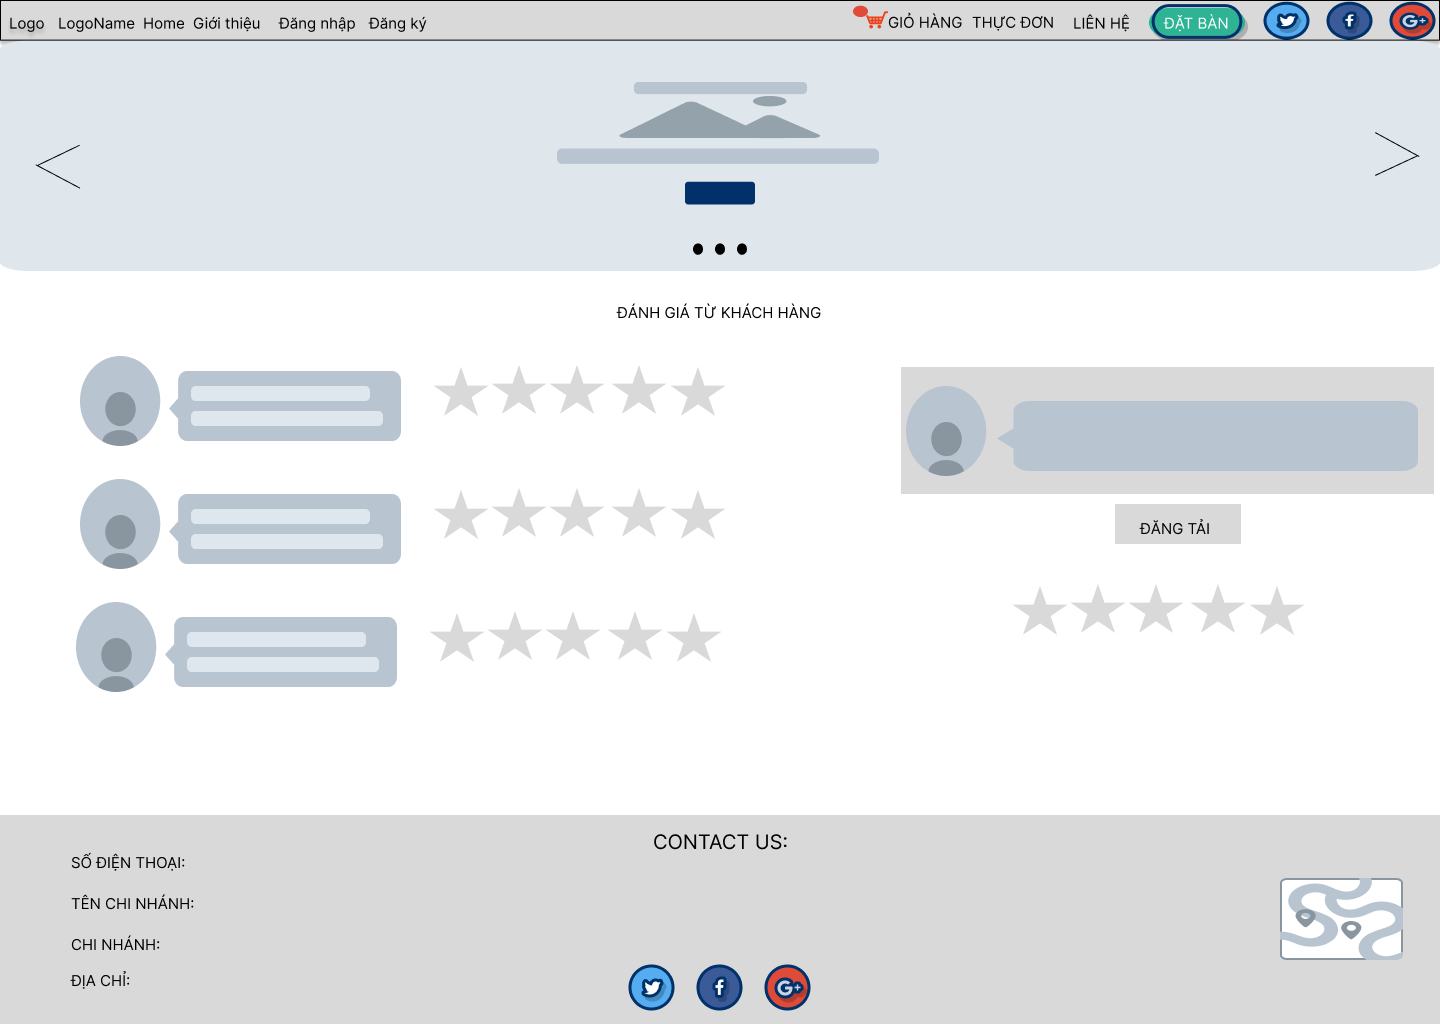 Logo LogoName Home Giới thiệu Đăng nhập Đăng ký GIỎ HÀNG THỰC ĐƠN LIÊN HỆ ĐẶT BÀN
ĐÁNH GIÁ TỪ KHÁCH HÀNG
ĐĂNG TẢI
CONTACT US:
SỐ ĐIỆN THOẠI:
TÊN CHI NHÁNH:
CHI NHÁNH:
ĐỊA CHỈ: